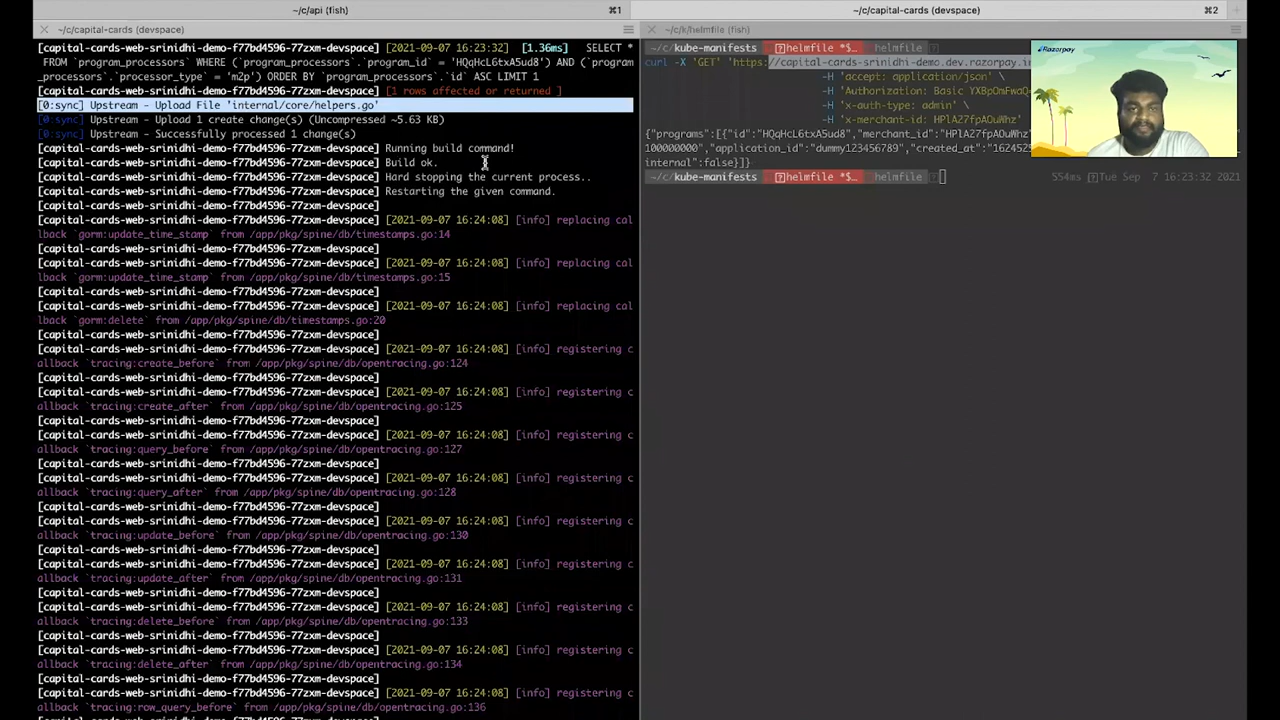 ~/c/api (fish)
⌘1
~/c/capital-cards (devspace)
⌘2
~/c/capital-cards (devspace)
~/c/k/helmfile (fish)
[capital-cards-web-srinidhi-demo-f77bd4596-77zxm-devspace] [2021-09-07 16:23:32]  [1.36ms]  SELECT *
FROM `program_processors` WHERE (`program_processors`.`program_id` = 'HQqHcL6txA5ud8') AND (`program
_processors`.`processor_type` = 'm2p') ORDER BY `program_processors`.`id` ASC LIMIT 1
[capital-cards-web-srinidhi-demo-f77bd4596-77zxm-devspace] [1 rows affected or returned ]
[0:sync] Upstream - Upload File 'internal/core/helpers.go'
[0:sync] Upstream - Upload 1 create change(s) (Uncompressed ~5.63 KB)
[0:sync] Upstream - Successfully processed 1 change(s)
[capital-cards-web-srinidhi-demo-f77bd4596-77zxm-devspace] Running build command!
[capital-cards-web-srinidhi-demo-f77bd4596-77zxm-devspace] Build ok.
[capital-cards-web-srinidhi-demo-f77bd4596-77zxm-devspace] Hard stopping the current process..
[capital-cards-web-srinidhi-demo-f77bd4596-77zxm-devspace] Restarting the given command.
[capital-cards-web-srinidhi-demo-f77bd4596-77zxm-devspace]
[capital-cards-web-srinidhi-demo-f77bd4596-77zxm-devspace] [2021-09-07 16:24:08] [info] replacing cal
lback `gorm:update_time_stamp` from /app/pkg/spine/db/timestamps.go:14
[capital-cards-web-srinidhi-demo-f77bd4596-77zxm-devspace]
[capital-cards-web-srinidhi-demo-f77bd4596-77zxm-devspace] [2021-09-07 16:24:08] [info] replacing cal
lback `gorm:update_time_stamp` from /app/pkg/spine/db/timestamps.go:15
[capital-cards-web-srinidhi-demo-f77bd4596-77zxm-devspace]
[capital-cards-web-srinidhi-demo-f77bd4596-77zxm-devspace] [2021-09-07 16:24:08] [info] replacing cal
lback `gorm:delete` from /app/pkg/spine/db/timestamps.go:20
[capital-cards-web-srinidhi-demo-f77bd4596-77zxm-devspace]
[capital-cards-web-srinidhi-demo-f77bd4596-77zxm-devspace] [2021-09-07 16:24:08] [info] registering c
allback `tracing:create_before` from /app/pkg/spine/db/opentracing.go:124
[capital-cards-web-srinidhi-demo-f77bd4596-77zxm-devspace]
[capital-cards-web-srinidhi-demo-f77bd4596-77zxm-devspace] [2021-09-07 16:24:08] [info] registering c
allback `tracing:create_after` from /app/pkg/spine/db/opentracing.go:125
[capital-cards-web-srinidhi-demo-f77bd4596-77zxm-devspace]
[capital-cards-web-srinidhi-demo-f77bd4596-77zxm-devspace] [2021-09-07 16:24:08] [info] registering c
allback `tracing:query_before` from /app/pkg/spine/db/opentracing.go:127
[capital-cards-web-srinidhi-demo-f77bd4596-77zxm-devspace]
[capital-cards-web-srinidhi-demo-f77bd4596-77zxm-devspace] [2021-09-07 16:24:08] [info] registering c
allback `tracing:query_after` from /app/pkg/spine/db/opentracing.go:128
[capital-cards-web-srinidhi-demo-f77bd4596-77zxm-devspace]
[capital-cards-web-srinidhi-demo-f77bd4596-77zxm-devspace] [2021-09-07 16:24:08] [info] registering c
allback `tracing:update_before` from /app/pkg/spine/db/opentracing.go:130
[capital-cards-web-srinidhi-demo-f77bd4596-77zxm-devspace]
[capital-cards-web-srinidhi-demo-f77bd4596-77zxm-devspace] [2021-09-07 16:24:08] [info] registering c
allback `tracing:update_after` from /app/pkg/spine/db/opentracing.go:131
[capital-cards-web-srinidhi-demo-f77bd4596-77zxm-devspace]
[capital-cards-web-srinidhi-demo-f77bd4596-77zxm-devspace] [2021-09-07 16:24:08] [info] registering c
allback `tracing:delete_before` from /app/pkg/spine/db/opentracing.go:133
[capital-cards-web-srinidhi-demo-f77bd4596-77zxm-devspace]
[capital-cards-web-srinidhi-demo-f77bd4596-77zxm-devspace] [2021-09-07 16:24:08] [info] registering c
allback `tracing:delete_after` from /app/pkg/spine/db/opentracing.go:134
[capital-cards-web-srinidhi-demo-f77bd4596-77zxm-devspace]
[capital-cards-web-srinidhi-demo-f77bd4596-77zxm-devspace] [2021-09-07 16:24:08] [info] registering c
allback `tracing:row_query_before` from /app/pkg/spine/db/opentracing.go:136
~/c/kube-manifests helmfile *$… helmfile
curl -X 'GET' 'https://capital-cards-srinidhi-demo.dev.razorpay.in
-H 'accept: application/json' \
-H 'Authorization: Basic YXBpOmFwaQ=
-H 'x-auth-type: admin' \
-H 'x-merchant-id: HPlAZ7fpAOuWhz'
{"programs":[{"id":"HQqHcL6txA5ud8","merchant_id":"HPlAZ7fpAOuWhz"
100000000","application_id":"dummy123456789","created_at":"1624525
internal":false}]}
~/c/kube-manifests helmfile *$… helmfile
554ms Tue Sep  7 16:23:32 2021
Razorpay